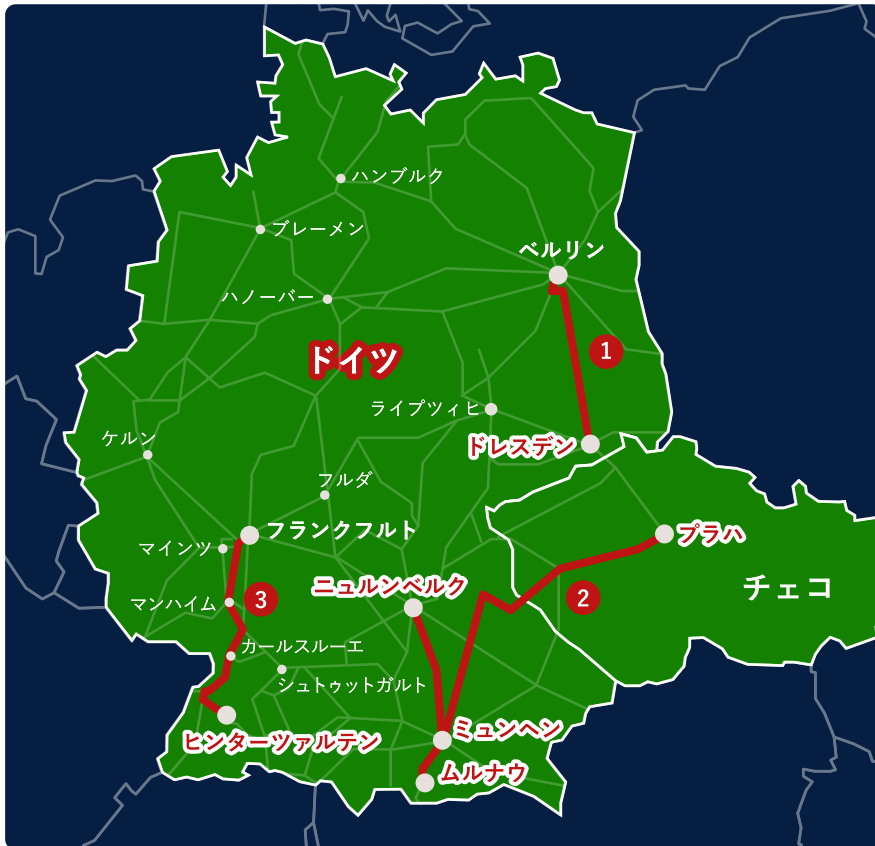 ハンブルク
ブレーメン
ベルリン
ハノーバー
1
ドイツ
ライプツィヒ
ケルン
ドレスデン
フルダ
フランクフルト
プラハ
マインツ
ニュルンベルク
チェコ
マンハイム
3
2
カールスルーエ
シュトゥットガルト
ミュンヘン
ヒンターツァルテン
ムルナウ